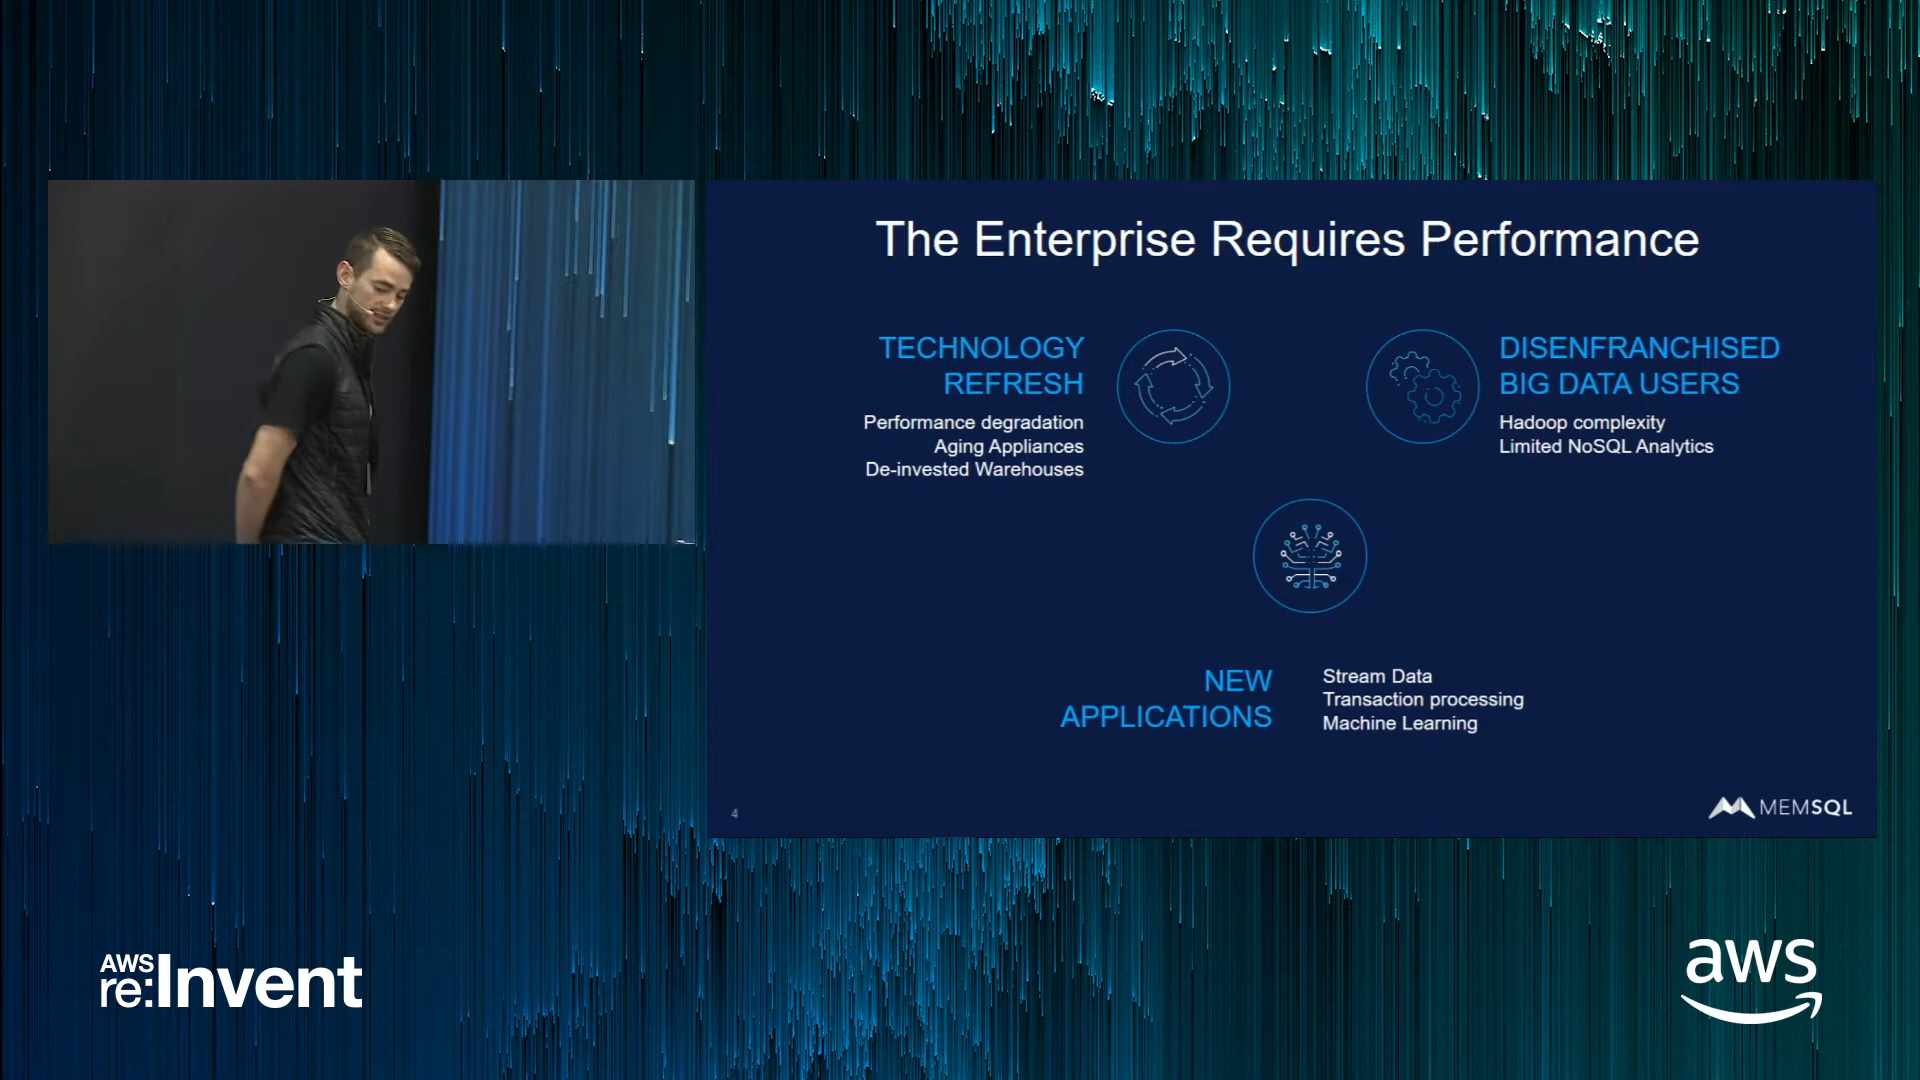 The Enterprise Requires Performance
TECHNOLOGY
REFRESH
Performance degradation
Aging Appliances
De-invested Warehouses
DISENFRANCHISED
BIG DATA USERS
Hadoop complexity
Limited NoSQL Analytics
NEW
APPLICATIONS
Stream Data
Transaction processing
Machine Learning
4
MEMSQL
AWS
re:Invent
aws